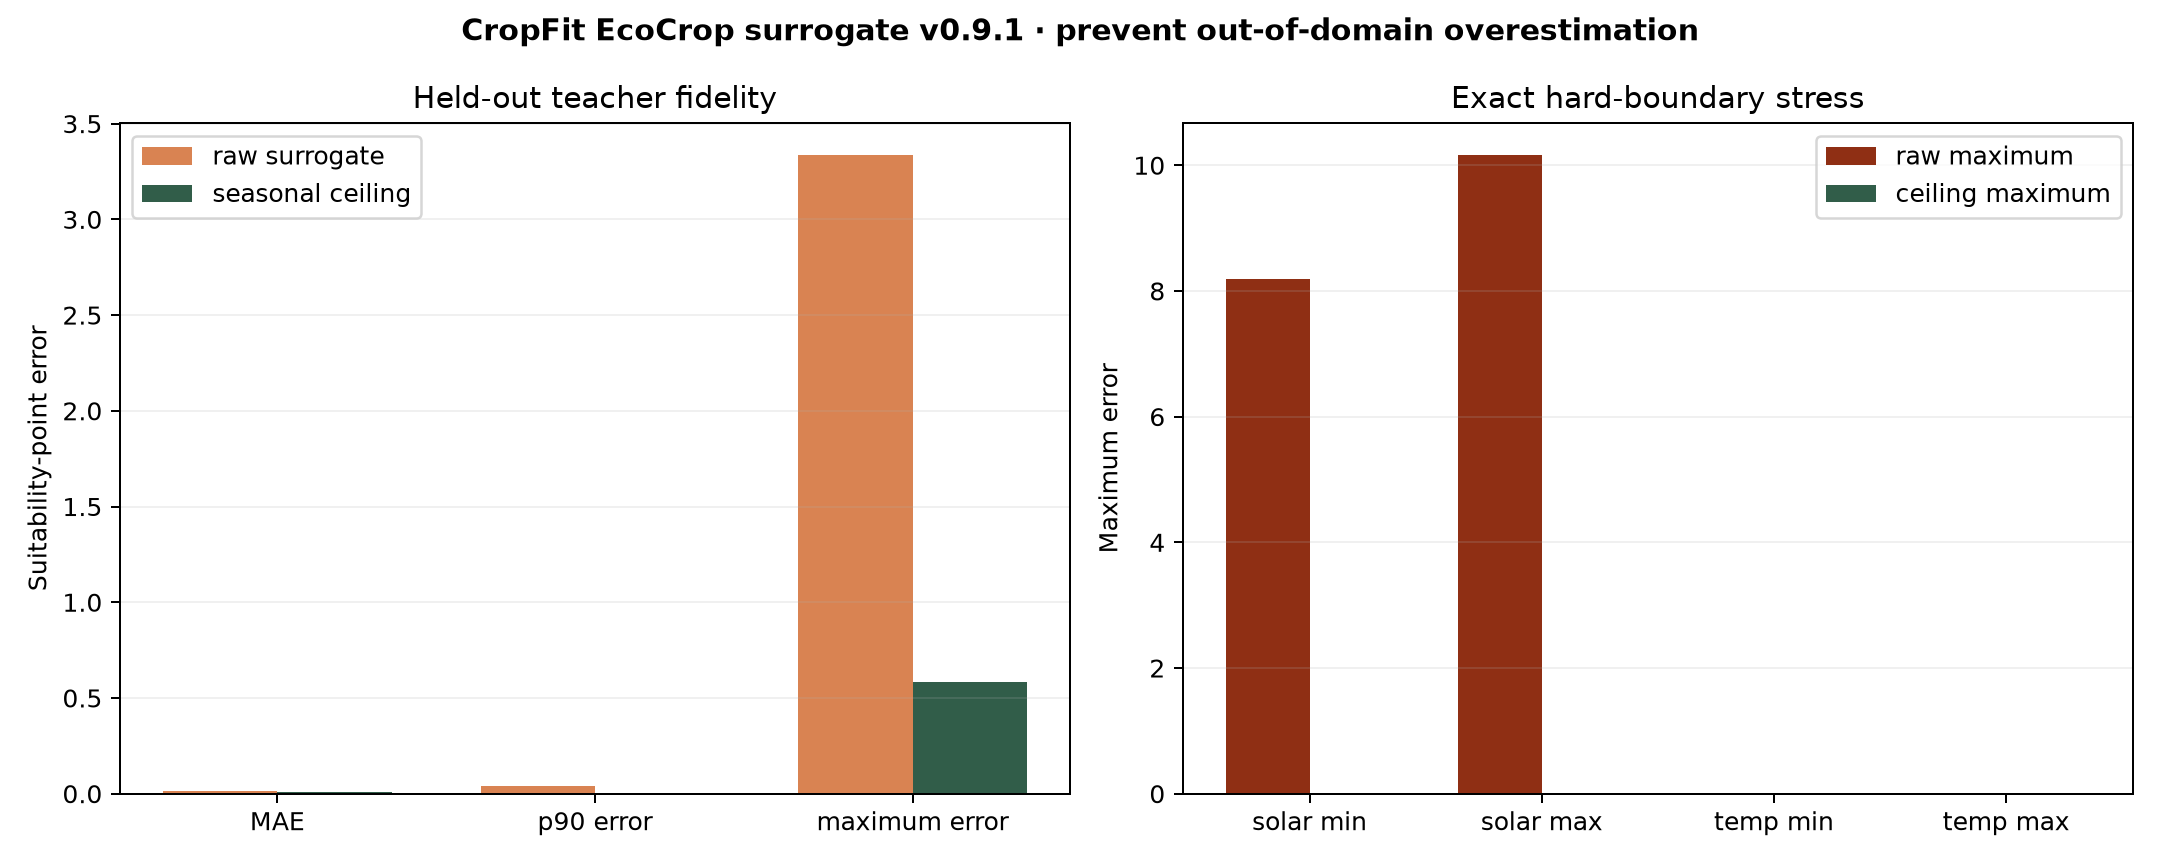 CropFit EcoCrop surrogate v0.9.1 · prevent out-of-domain overestimation
Held-out teacher fidelity
Suitability-point error
3.5
3.0
2.5
2.0
1.5
1.0
0.5
0.0
raw surrogate
seasonal ceiling
MAE
p90 error
maximum error
Exact hard-boundary stress
Maximum error
10
8
6
4
2
0
raw maximum
ceiling maximum
solar min
solar max
temp min
temp max